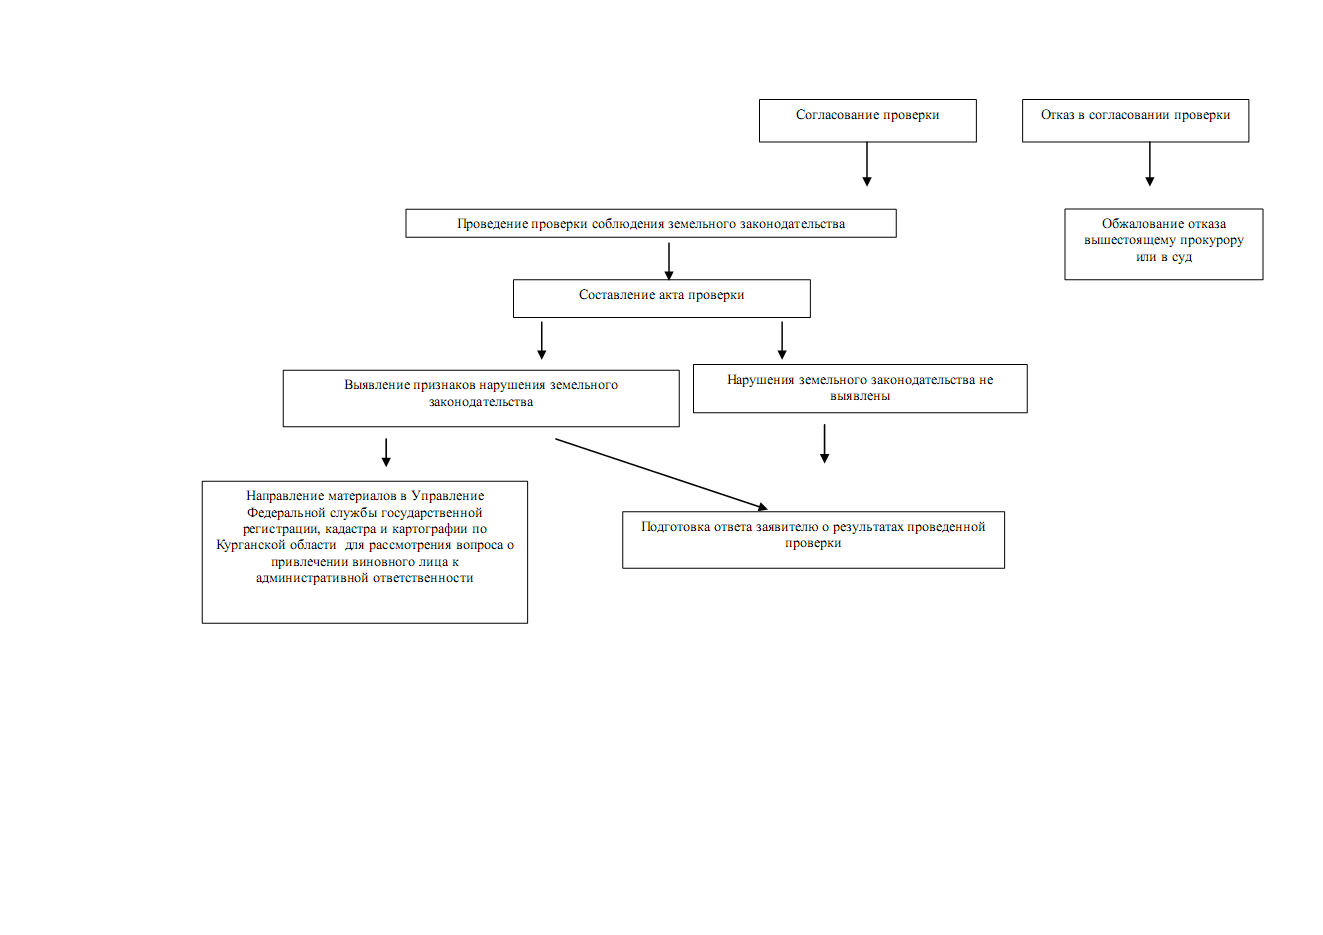 Согласование проверки
Отказ в согласовании проверки
Проведение проверки соблюдения земельного законодательства
Обжалование отказа
вышестоящему прокурору
или в суд
Составление акта проверки
Выявление признаков нарушения земельного
законодательства
Нарушения земельного законодательства не
выявлены
Направление материалов в Управление
Федеральной службы государственной
регистрации, кадастра и картографии по
Курганской области  для рассмотрения вопроса о
привлечении виновного лица к
административной ответственности
Подготовка ответа заявителю о результатах проведенной
проверки